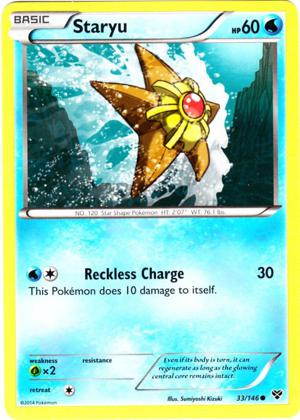 BASIC
Staryu
HP60
NO. 120 Star Shape Pokémon HT: 2'07" WT: 76.1 lbs.
Reckless Charge 30
This Pokémon does 10 damage to itself.
weakness resistance
×2
Even if its body is torn, it can
regenerate as long as the glowing
central core remains intact.
retreat
©2014 Pokémon Illus. Sumiyoshi Kizuki 33/146
XY